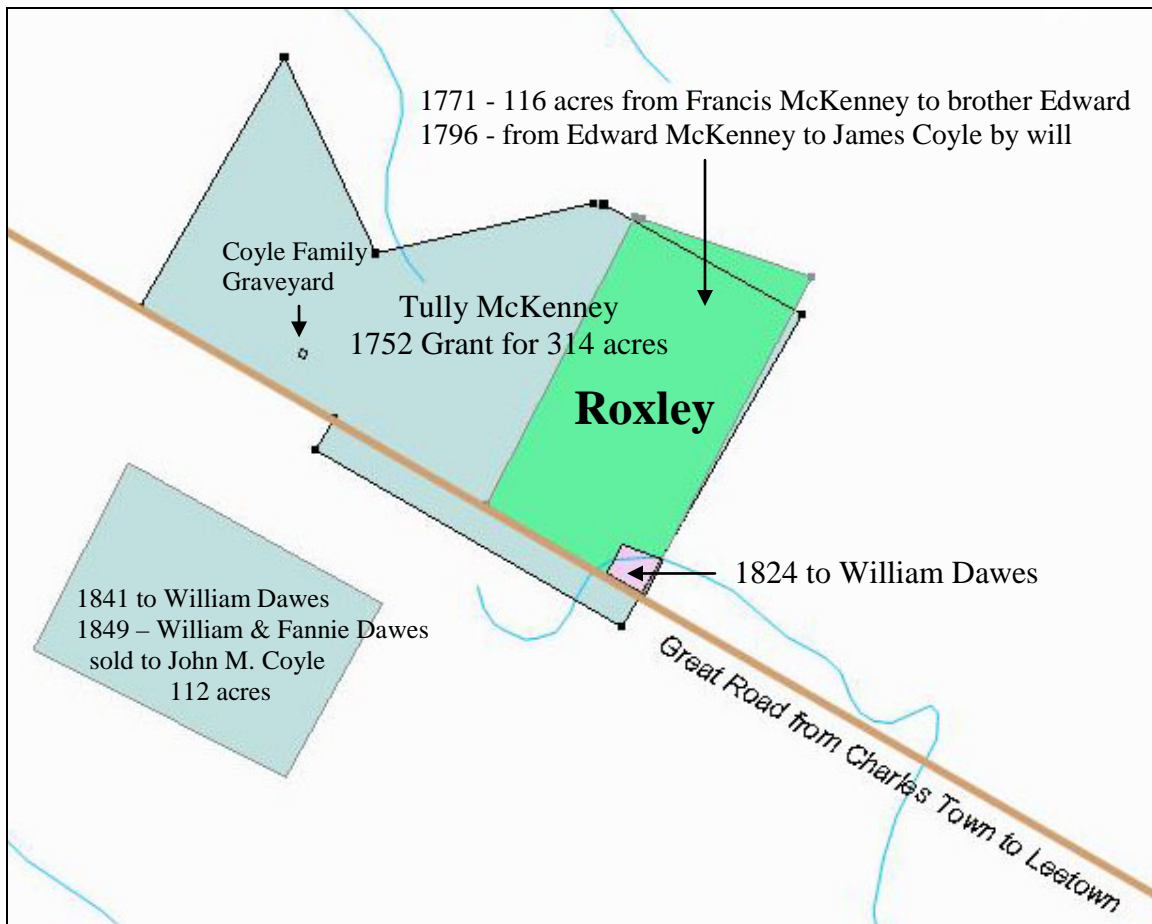 1771 - 116 acres from Francis McKenney to brother Edward
1796 - from Edward McKenney to James Coyle by will
Coyle Family
Graveyard
Tully McKenney
1752 Grant for 314 acres
Roxley
1824 to William Dawes
1841 to William Dawes
1849 – William & Fannie Dawes
sold to John M. Coyle
112 acres
Great Road from Charles Town to Leetown